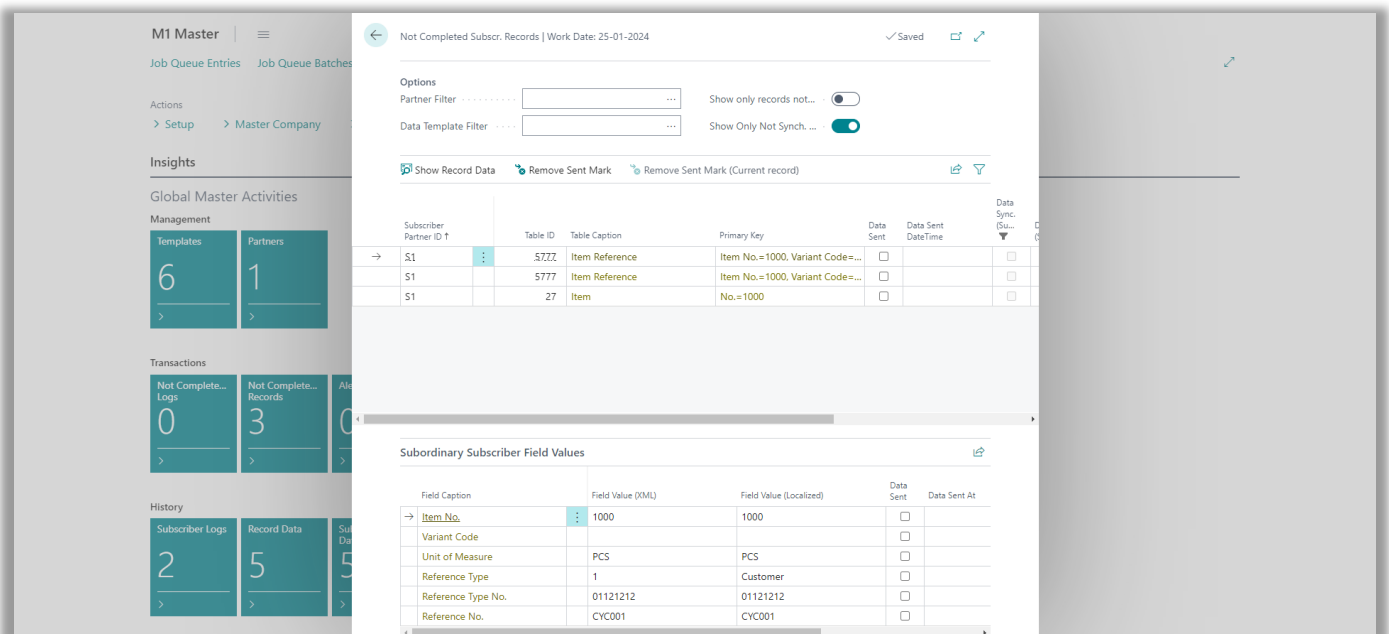 M1 Master
Job Queue Entries Job Queue Batches
Actions
> Setup > Master Company
Insights
Global Master Activities
Management
Templates
6
Partners
1
Transactions
Not Complete... Logs
0
Not Complete... Records
3
Ale
0
History
Subscriber Logs
2
Record Data
5
Sub
Da
5
Not Completed Subscr. Records | Work Date: 25-01-2024
Saved
Options
Partner Filter
...
Show only records not...
Data Template Filter
...
Show Only Not Synch. ...
Show Record Data Remove Sent Mark Remove Sent Mark (Current record)
Subscriber Partner ID ↑ Table ID Table Caption Primary Key Data Sent Data Sent DateTime Data Sync. (Su... D (S
S1 5777 Item Reference Item No.=1000, Variant Code=...
S1 5777 Item Reference Item No.=1000, Variant Code=...
S1 27 Item No.=1000
Subordinary Subscriber Field Values
Field Caption Field Value (XML) Field Value (Localized) Data Sent Data Sent At
Item No. 1000 1000
Variant Code
Unit of Measure PCS PCS
Reference Type 1 Customer
Reference Type No. 01121212 01121212
Reference No. CYC001 CYC001